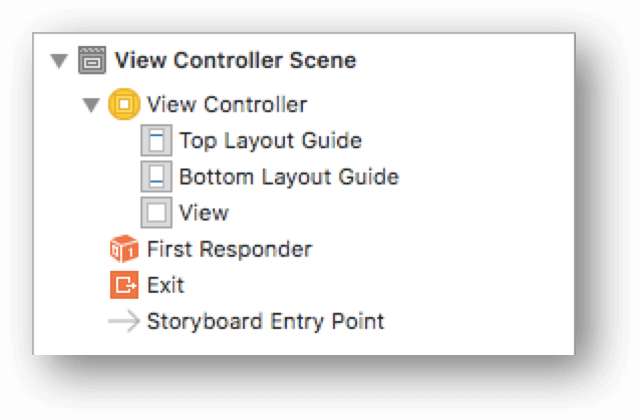 View Controller Scene
View Controller
Top Layout Guide
Bottom Layout Guide
View
First Responder
Exit
Storyboard Entry Point